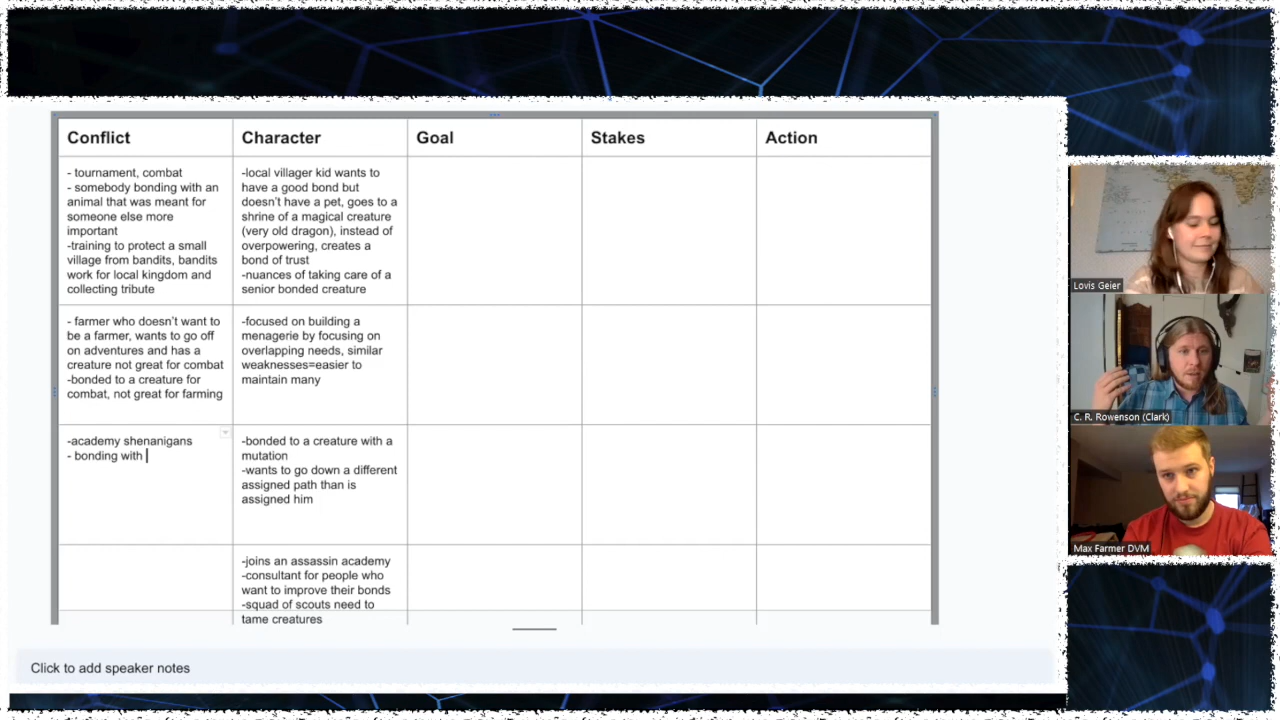 Conflict
Character
Goal
Stakes
Action
- tournament, combat
- somebody bonding with an
animal that was meant for
someone else more
important
-training to protect a small
village from bandits, bandits
work for local kingdom and
collecting tribute
-local villager kid wants to
have a good bond but
doesn't have a pet, goes to a
shrine of a magical creature
(very old dragon), instead of
overpowering, creates a
bond of trust
-nuances of taking care of a
senior bonded creature
- farmer who doesn't want to
be a farmer, wants to go off
on adventures and has a
creature not great for combat
-bonded to a creature for
combat, not great for farming
-focused on building a
menagerie by focusing on
overlapping needs, similar
weaknesses=easier to
maintain many
-academy shenanigans
- bonding with
-bonded to a creature with a
mutation
-wants to go down a different
assigned path than is
assigned him
-joins an assassin academy
-consultant for people who
want to improve their bonds
-squad of scouts need to
tame creatures
Click to add speaker notes
Lovis Geier
C. R. Rowenson (Clark)
Max Farmer DVM